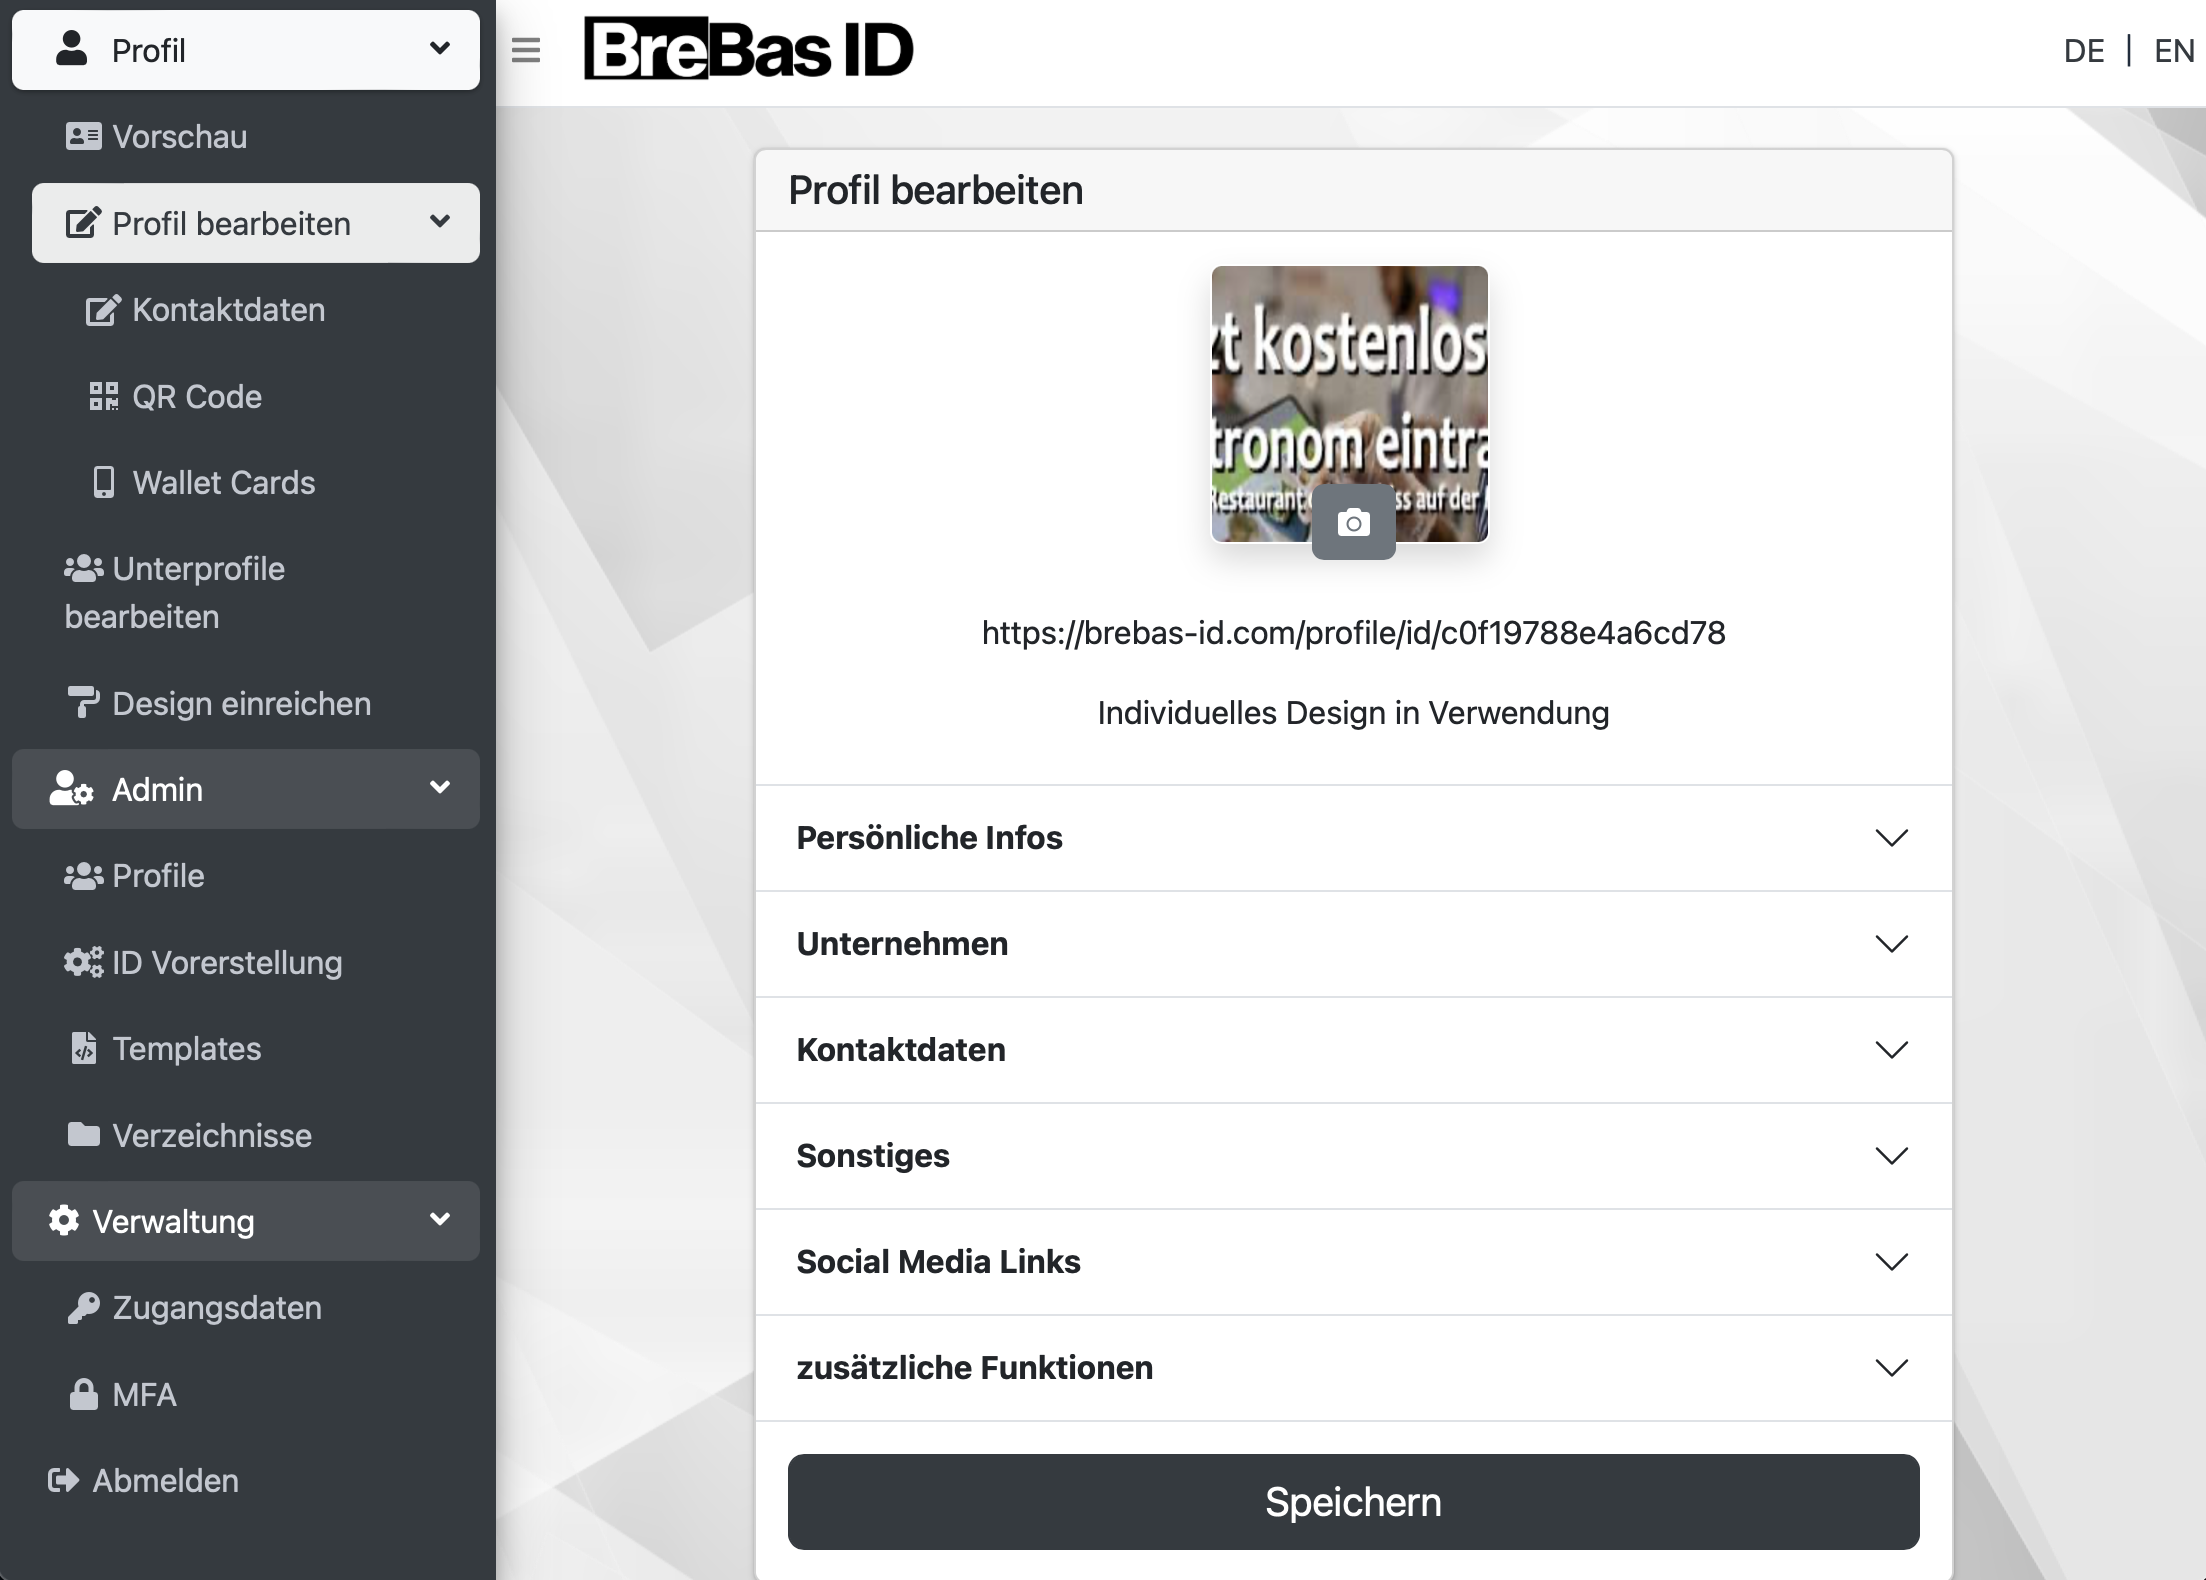 Profil
Vorschau
Profil bearbeiten
Kontaktdaten
QR Code
Wallet Cards
Unterprofile
bearbeiten
Design einreichen
Admin
Profile
ID Vorerstellung
Templates
Verzeichnisse
Verwaltung
Zugangsdaten
MFA
Abmelden
BreBas ID
DE | EN
Profil bearbeiten
zt kostenlos
tronom eintra
Restaurant ss auf der
https://brebas-id.com/profile/id/c0f19788e4a6cd78
Individuelles Design in Verwendung
Persönliche Infos
Unternehmen
Kontaktdaten
Sonstiges
Social Media Links
zusätzliche Funktionen
Speichern